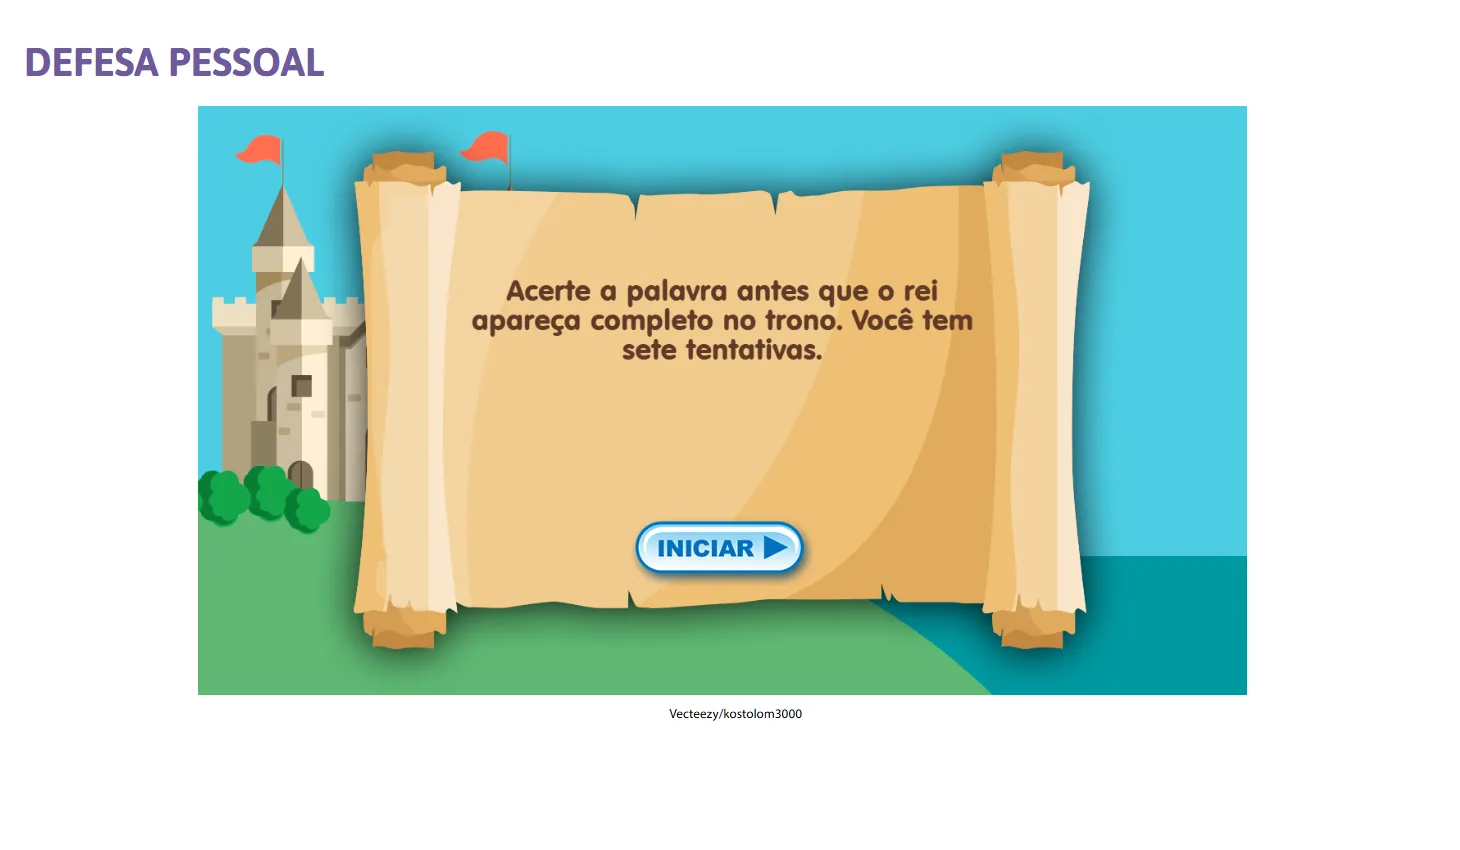 DEFESA PESSOAL
Acerte a palavra antes que o rei
apareça completo no trono. Você tem
sete tentativas.
INICIAR
Vecteezy/kostolom3000